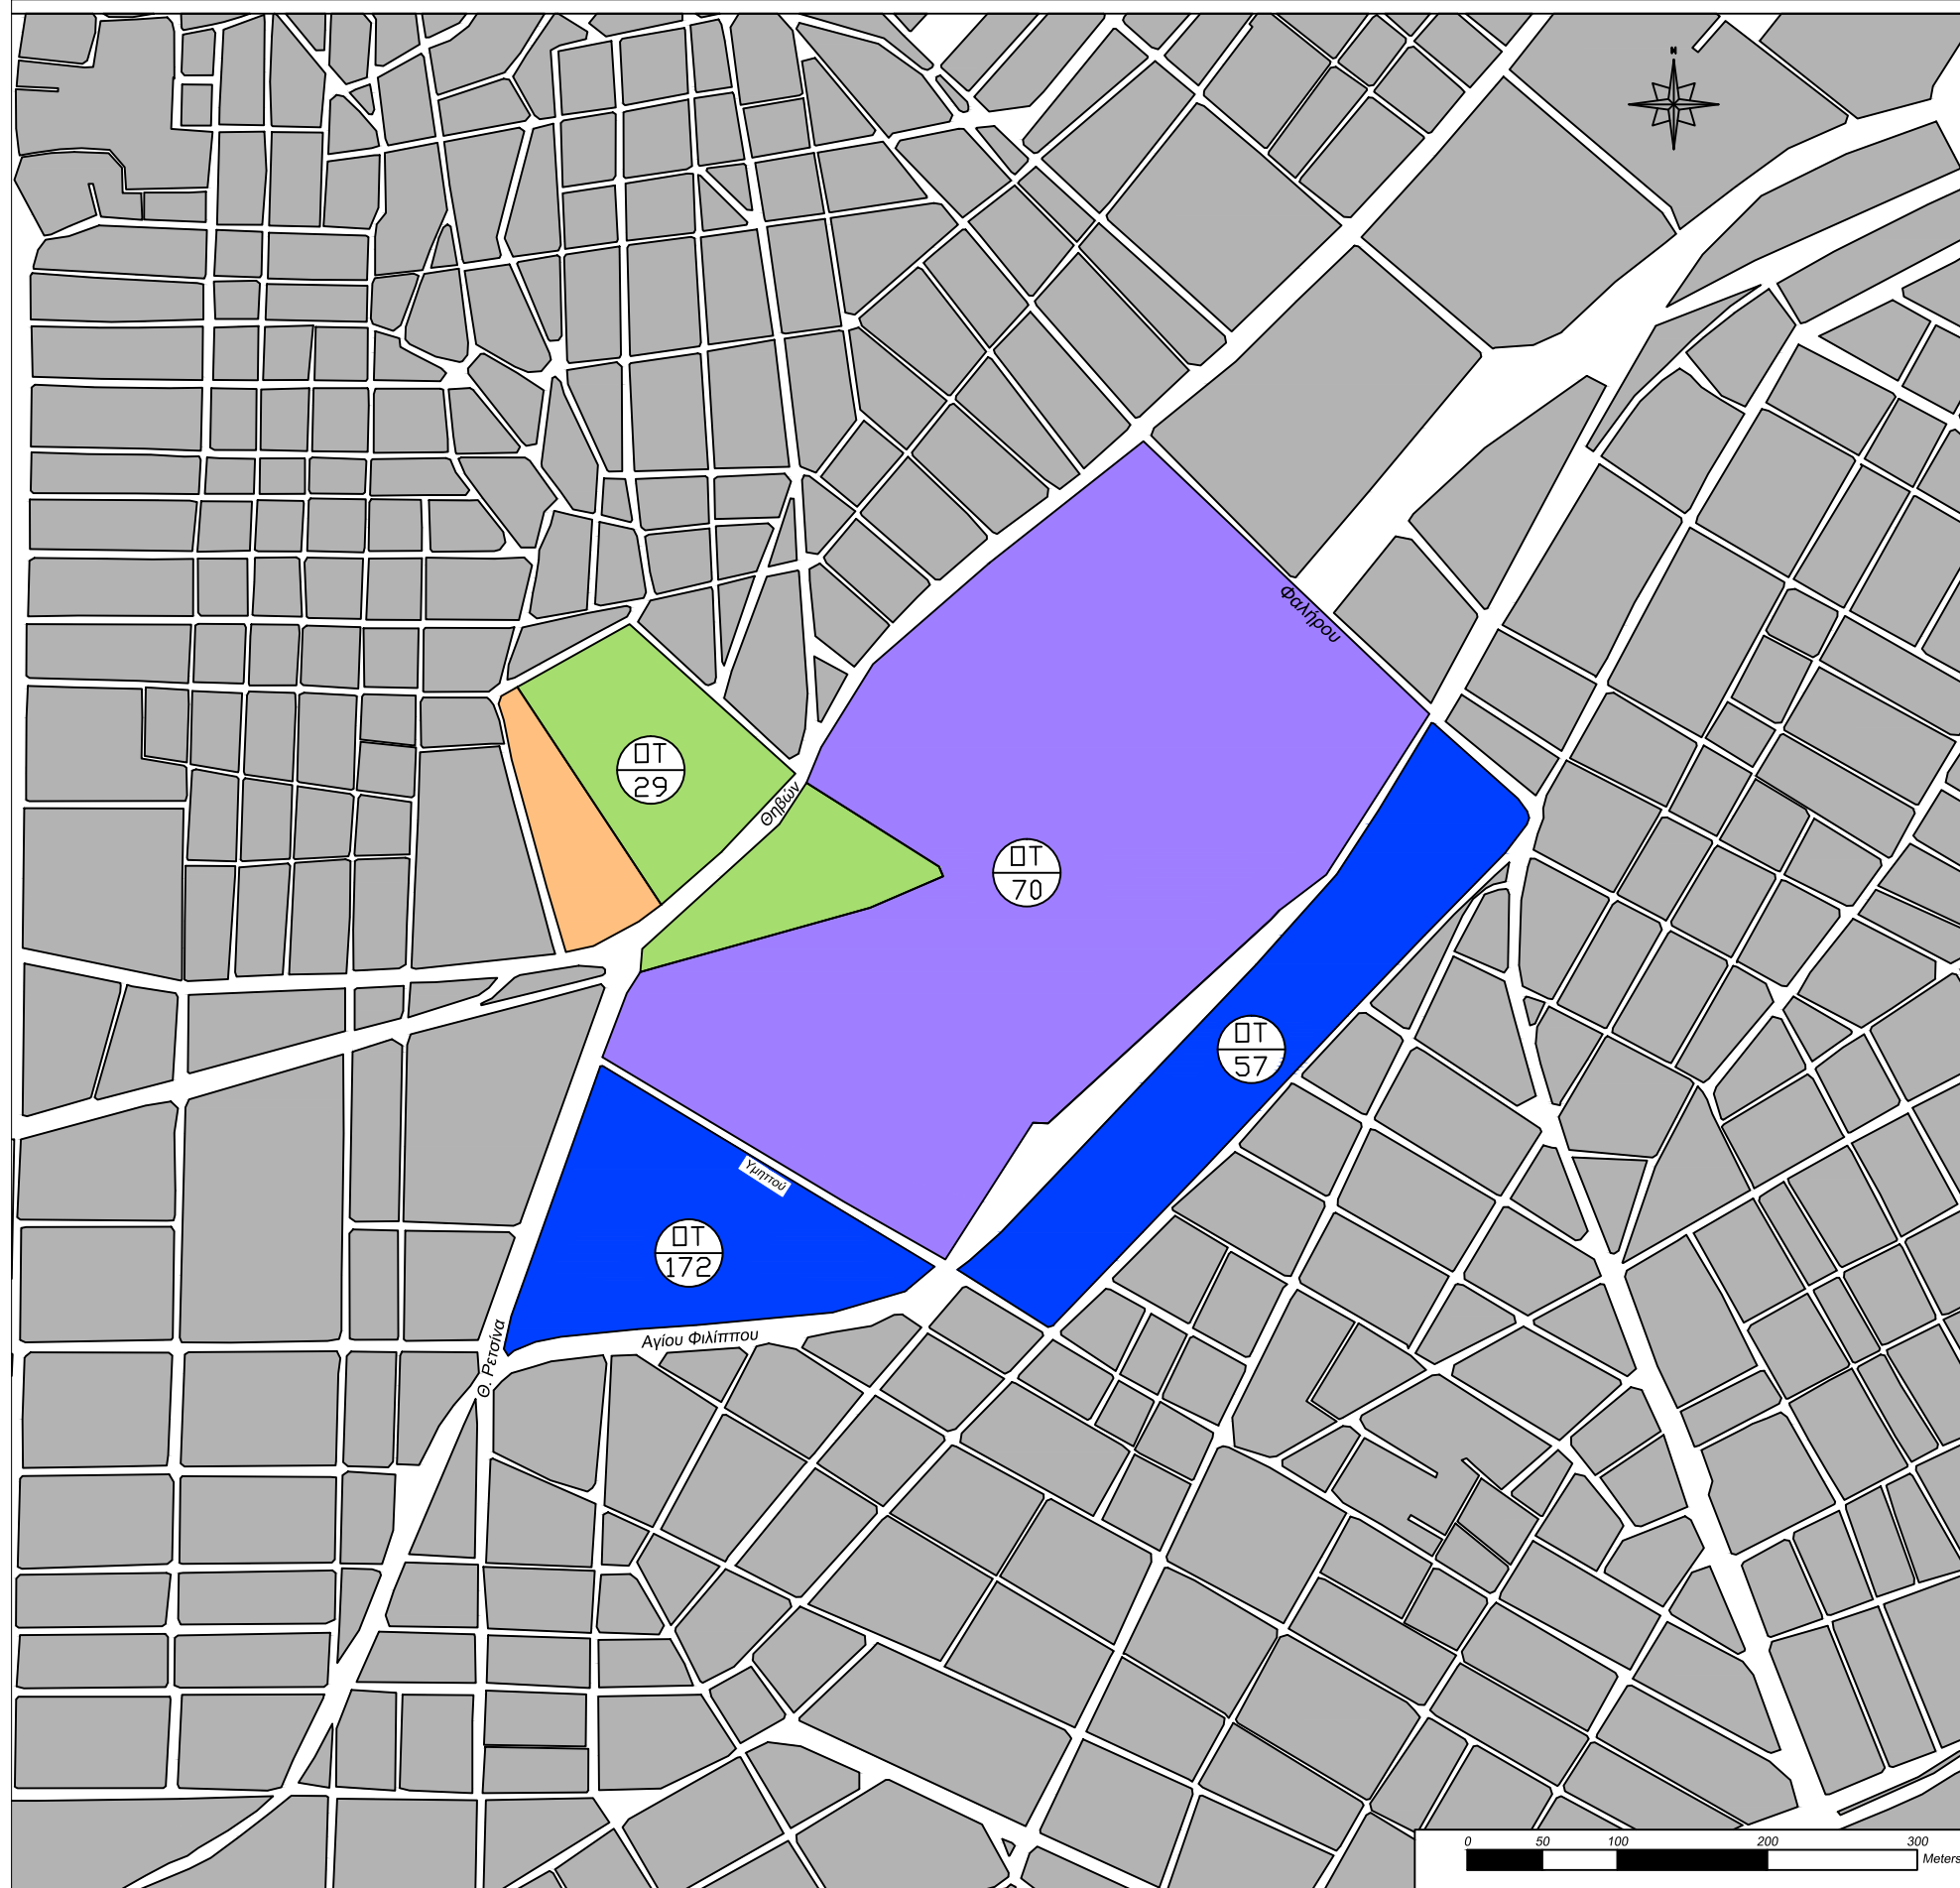 N
Φαλήρου
ΟΤ
29
Θηβών
ΟΤ
70
ΟΤ
57
Υμηττού
ΟΤ
172
Αγίου Φιλίππου
Θ. Ρετσίνα
0 50 100 200 300
Meters